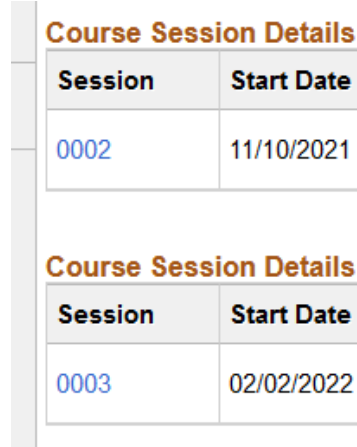 Course Session Details
Session Start Date
0002 11/10/2021
Course Session Details
Session Start Date
0003 02/02/2022